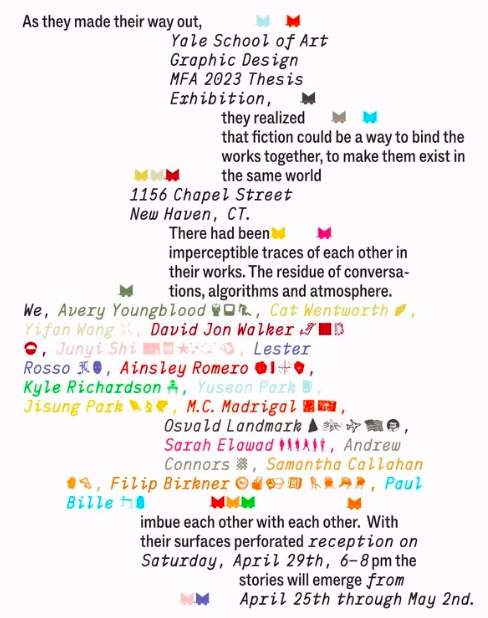 As they made their way out,
Yale School of Art
Graphic Design
MFA 2023 Thesis
Exhibition,
they realized
that fiction could be a way to bind the
works together, to make them exist in
the same world
1156 Chapel Street
New Haven, CT.
There had been
imperceptible traces of each other in
their works. The residue of conversa-
tions, algorithms and atmosphere.
We, Avery Youngblood, Cat Wentworth,
Yifan Wang, David Jon Walker
, Junyi Shi, Lester
Rosso, Ainsley Romero,
Kyle Richardson, Yuseon Park,
Jisung Park, M.C. Madrigal,
Osvald Landmark,
Sarah Elawad, Andrew
Connors, Samantha Callahan
, Filip Birkner, Paul
Bille
imbue each other with each other. With
their surfaces perforated reception on
Saturday, April 29th, 6–8pm the
stories will emerge from
April 25th through May 2nd.